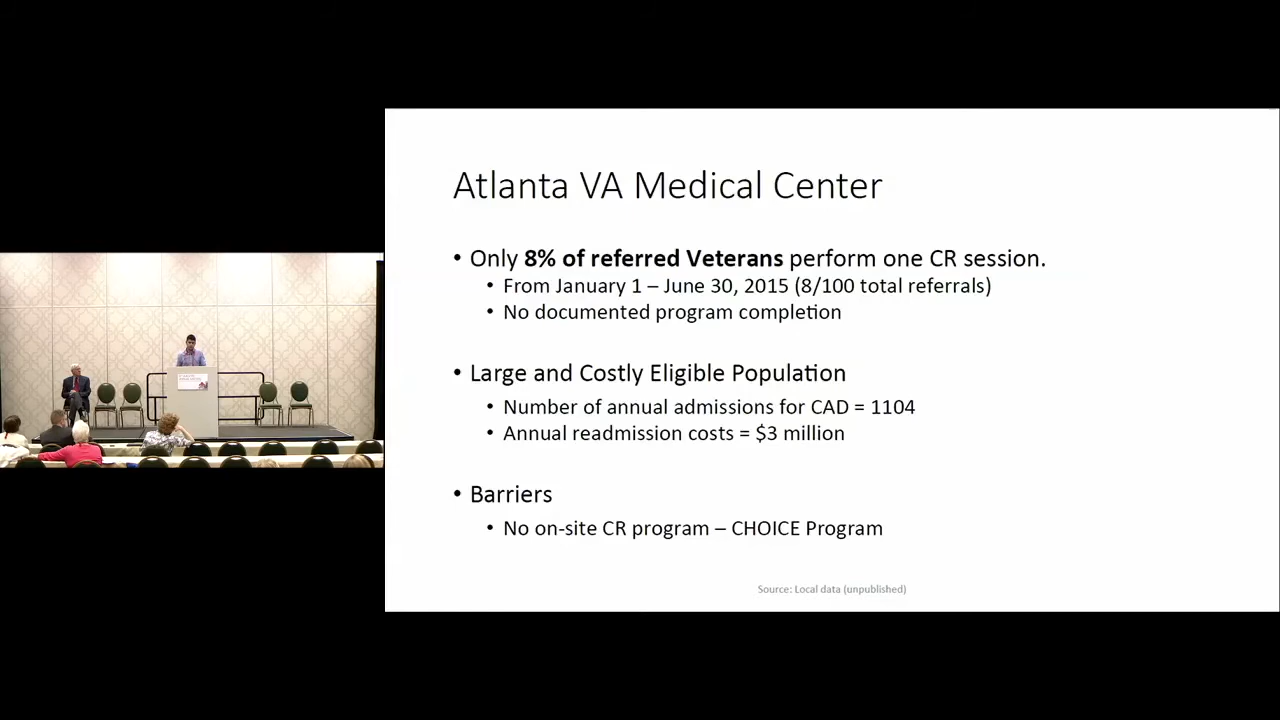 Atlanta VA Medical Center
• Only 8% of referred Veterans perform one CR session.
• From January 1 – June 30, 2015 (8/100 total referrals)
• No documented program completion
• Large and Costly Eligible Population
• Number of annual admissions for CAD = 1104
• Annual readmission costs = $3 million
• Barriers
• No on-site CR program – CHOICE Program
Source: Local data (unpublished)